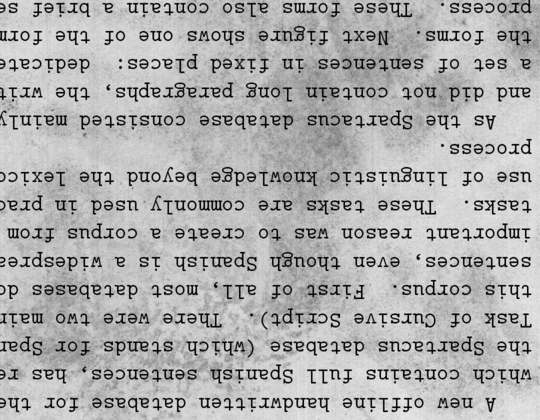 A new offline handwritten database for the
which contains full Spanish sentences, has re
the Spartacus database (which stands for Span
Task of Cursive Script). There were two main
this corpus. First of all, most databases do
sentences, even though Spanish is a widesprea
important reason was to create a corpus from
tasks. These tasks are commonly used in prac
use of linguistic knowledge beyond the lexico
process.
As the Spartacus database consisted mainly
and did not contain long paragraphs, the writ
a set of sentences in fixed places: dedicate
the forms. Next figure shows one of the form
process. These forms also contain a brief se